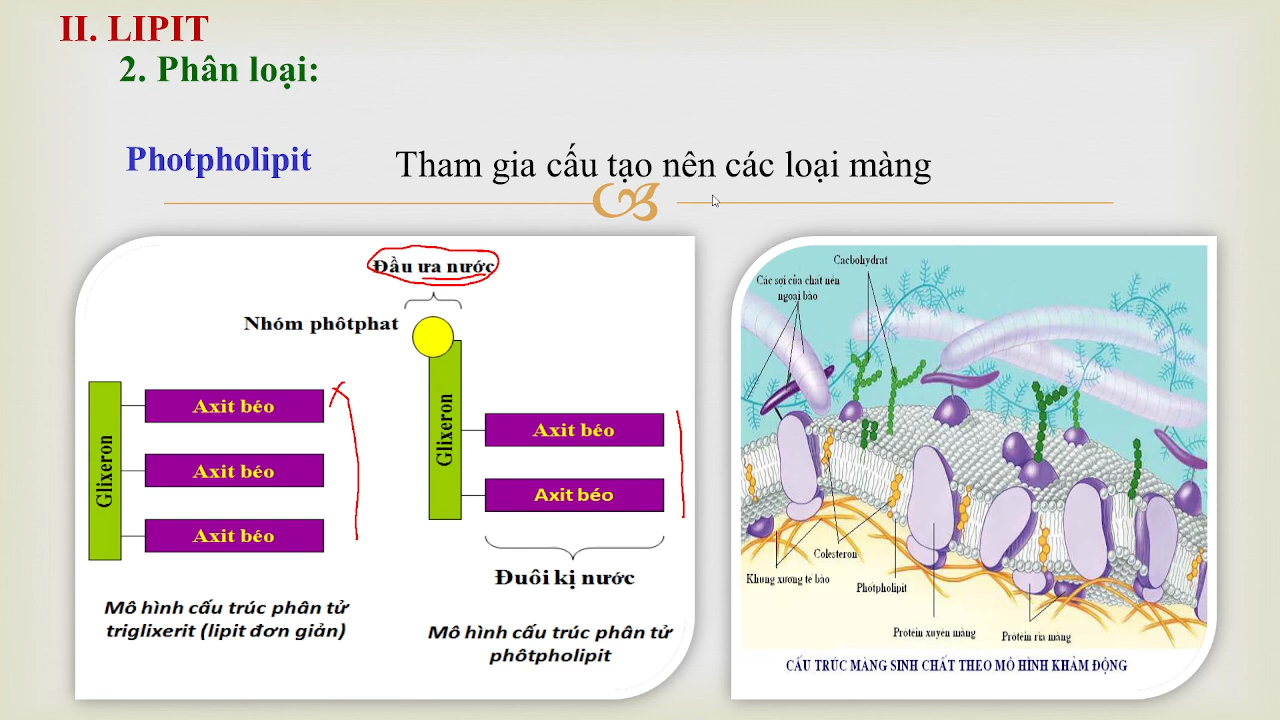 II. LIPIT
2. Phân loại:
Photpholipit
Tham gia cấu tạo nên các loại màng
Đầu ưa nước
Nhóm phôtphat
Glixeron
Axit béo
Axit béo
Axit béo
Mô hình cấu trúc phân tử
triglixerit (lipit đơn giản)
Glixeron
Axit béo
Axit béo
Đuôi kị nước
Mô hình cấu trúc phân tử
phôtpholipit
Cacbohydrat
Các sợi của chất nền
ngoại bào
Colesteron
Khung xương tế bào
Photpholipit
Protêin xuyên màng
Protêin rìa màng
CẤU TRÚC MÀNG SINH CHẤT THEO MÔ HÌNH KHẢM ĐỘNG